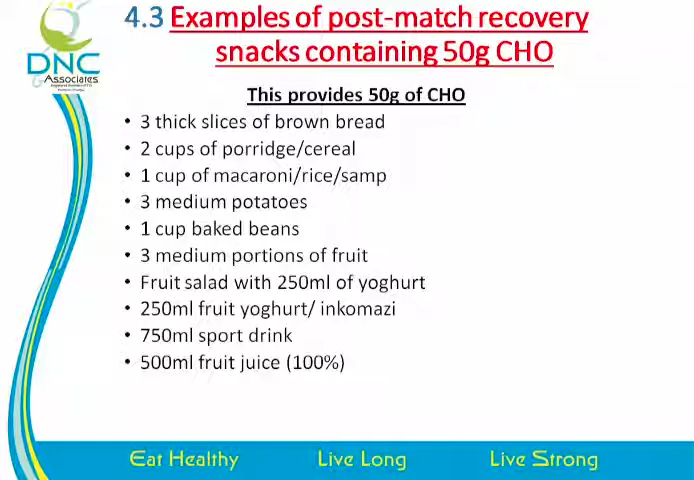 DNC
Associates
4.3 Examples of post-match recovery
snacks containing 50g CHO
This provides 50g of CHO
• 3 thick slices of brown bread
• 2 cups of porridge/cereal
• 1 cup of macaroni/rice/samp
• 3 medium potatoes
• 1 cup baked beans
• 3 medium portions of fruit
• Fruit salad with 250ml of yoghurt
• 250ml fruit yoghurt/ inkomazi
• 750ml sport drink
• 500ml fruit juice (100%)
Eat Healthy Live Long Live Strong